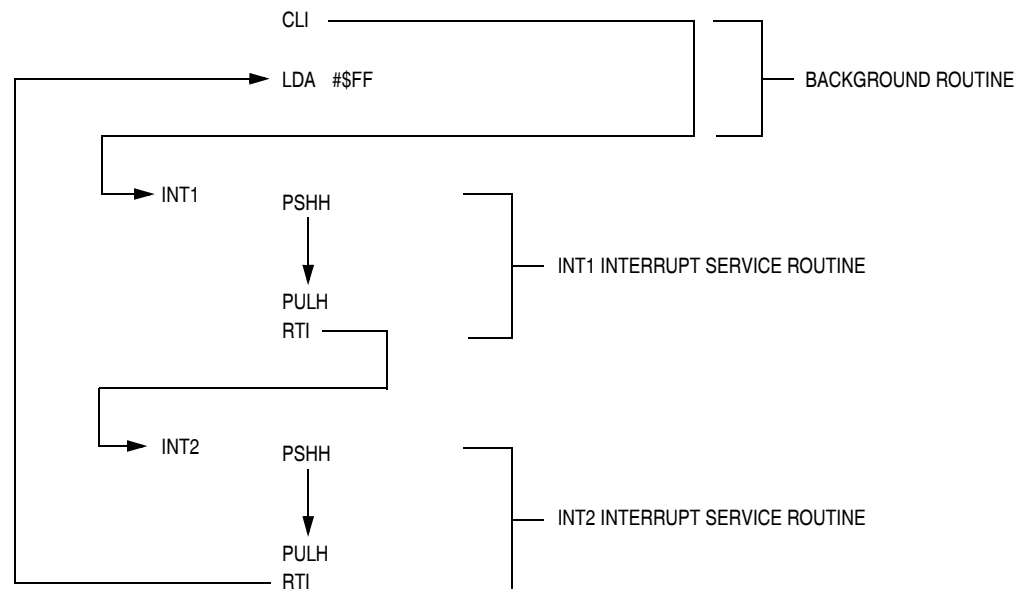 CLI
LDA #$FF
BACKGROUND ROUTINE
INT1
PSHH
INT1 INTERRUPT SERVICE ROUTINE
PULH
RTI
INT2
PSHH
INT2 INTERRUPT SERVICE ROUTINE
PULH
RTI